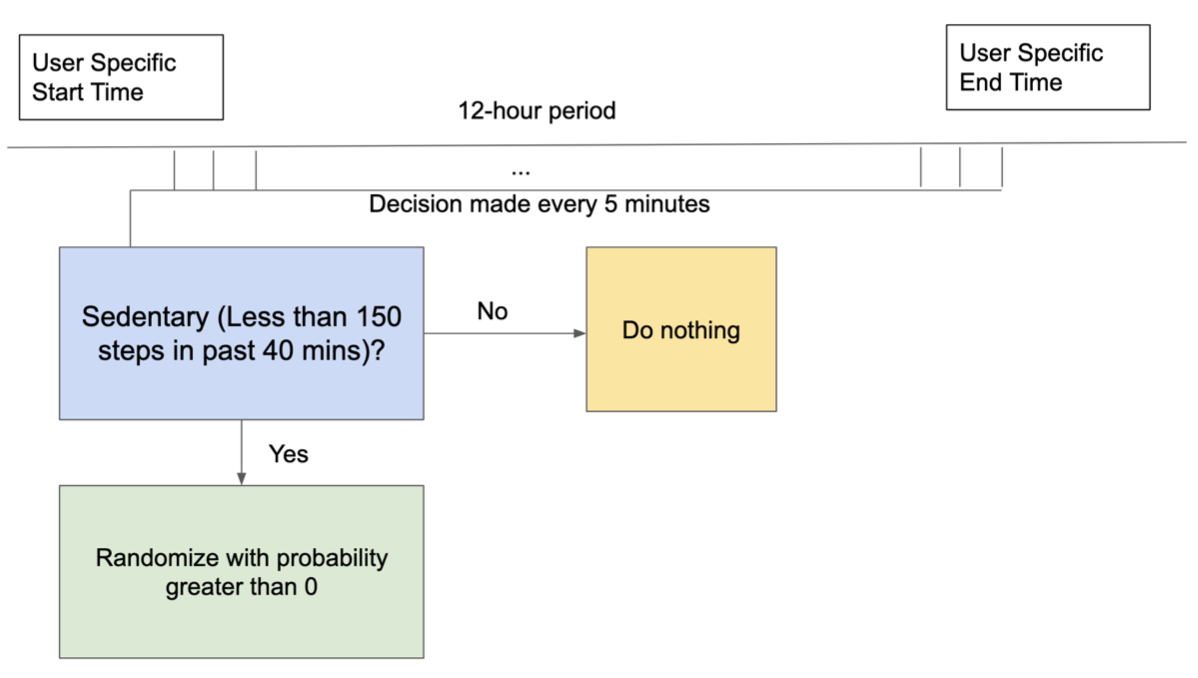 User Specific
Start Time
User Specific
End Time
12-hour period
...
Decision made every 5 minutes
Sedentary (Less than 150
steps in past 40 mins)?
No
Do nothing
Yes
Randomize with probability
greater than 0